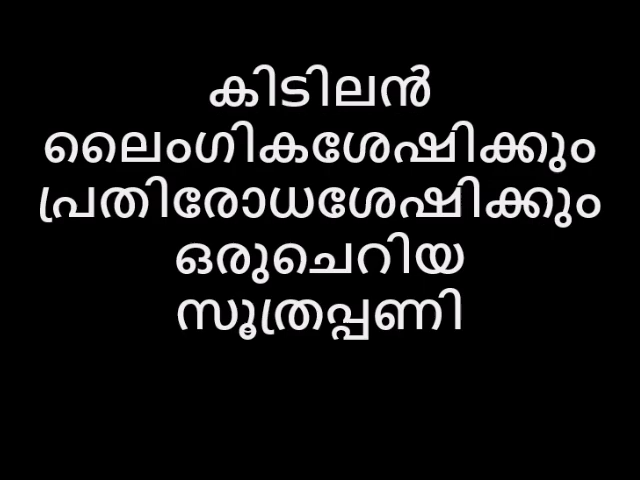 കിടിലൻ
ലൈംഗികശേഷിക്കും
പ്രതിരോധശേഷിക്കും
ഒരുചെറിയ
സൂത്രപ്പണി